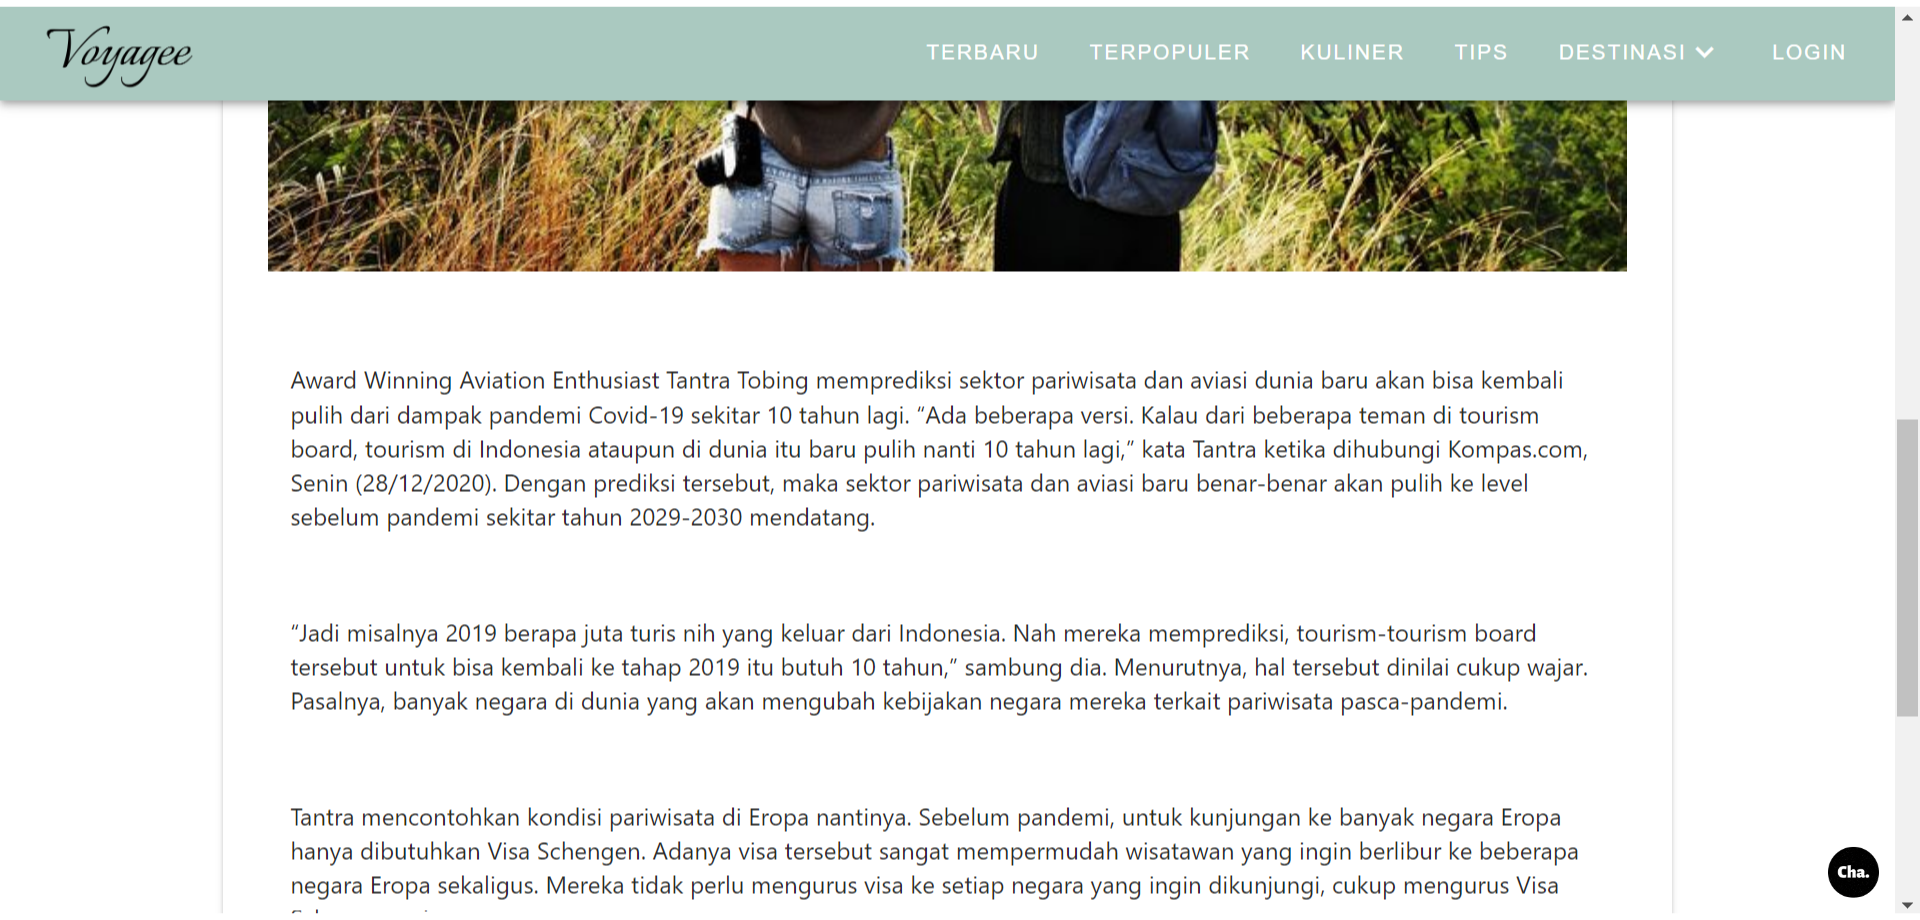 Voyagee
TERBARU TERPOPULER KULINER TIPS DESTINASI LOGIN
Award Winning Aviation Enthusiast Tantra Tobing memprediksi sektor pariwisata dan aviasi dunia baru akan bisa kembali
pulih dari dampak pandemi Covid-19 sekitar 10 tahun lagi. “Ada beberapa versi. Kalau dari beberapa teman di tourism
board, tourism di Indonesia ataupun di dunia itu baru pulih nanti 10 tahun lagi,” kata Tantra ketika dihubungi Kompas.com,
Senin (28/12/2020). Dengan prediksi tersebut, maka sektor pariwisata dan aviasi baru benar-benar akan pulih ke level
sebelum pandemi sekitar tahun 2029-2030 mendatang.
“Jadi misalnya 2019 berapa juta turis nih yang keluar dari Indonesia. Nah mereka memprediksi, tourism-tourism board
tersebut untuk bisa kembali ke tahap 2019 itu butuh 10 tahun,” sambung dia. Menurutnya, hal tersebut dinilai cukup wajar.
Pasalnya, banyak negara di dunia yang akan mengubah kebijakan negara mereka terkait pariwisata pasca-pandemi.
Tantra mencontohkan kondisi pariwisata di Eropa nantinya. Sebelum pandemi, untuk kunjungan ke banyak negara Eropa
hanya dibutuhkan Visa Schengen. Adanya visa tersebut sangat mempermudah wisatawan yang ingin berlibur ke beberapa
negara Eropa sekaligus. Mereka tidak perlu mengurus visa ke setiap negara yang ingin dikunjungi, cukup mengurus Visa
Cha.